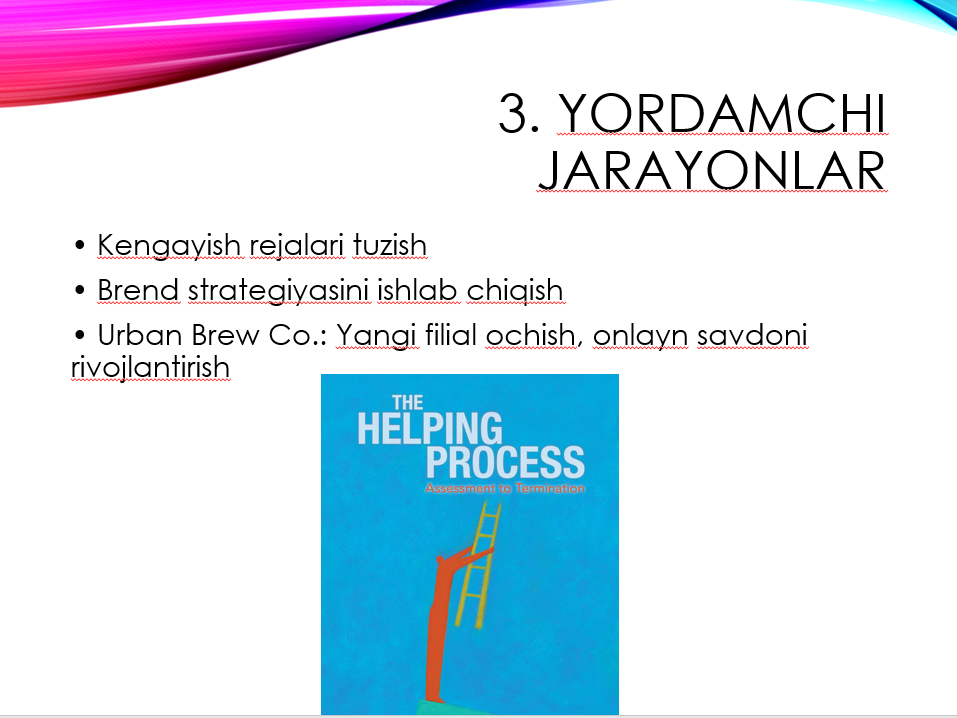 3. YORDAMCHI
JARAYONLAR
• Kengayish rejalari tuzish
• Brend strategiyasini ishlab chiqish
• Urban Brew Co.: Yangi filial ochish, onlayn savdoni
rivojlantirish
THE
HELPING
PROCESS
Assessment to Termination